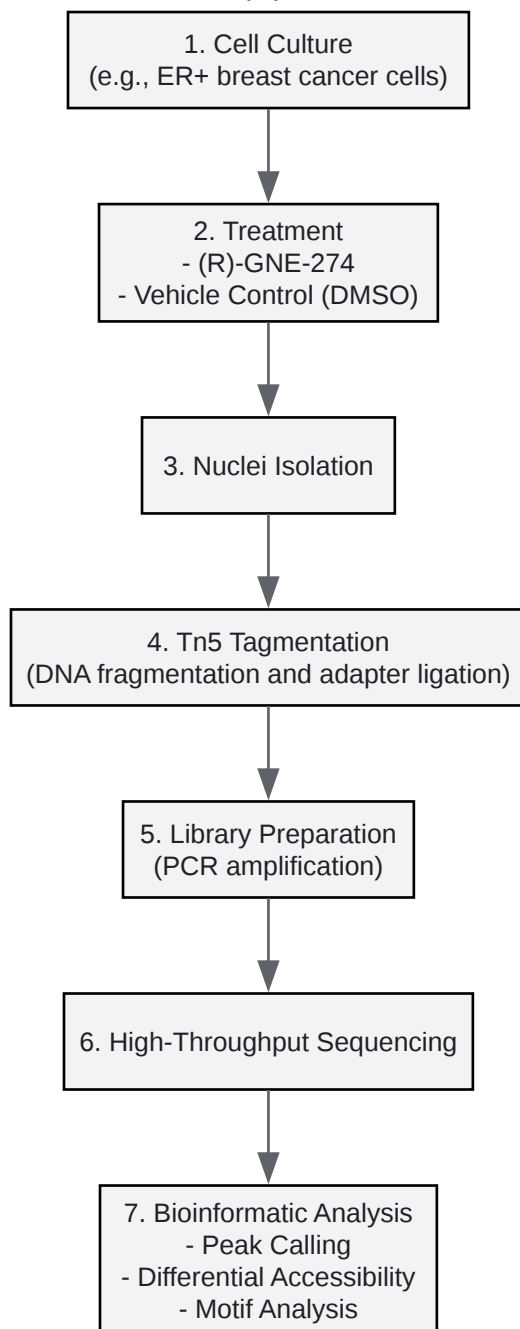 1. Cell Culture
(e.g., ER+ breast cancer cells)
2. Treatment
- (R)-GNE-274
- Vehicle Control (DMSO)
3. Nuclei Isolation
4. Tn5 Tagmentation
(DNA fragmentation and adapter ligation)
5. Library Preparation
(PCR amplification)
6. High-Throughput Sequencing
7. Bioinformatic Analysis
- Peak Calling
- Differential Accessibility
- Motif Analysis